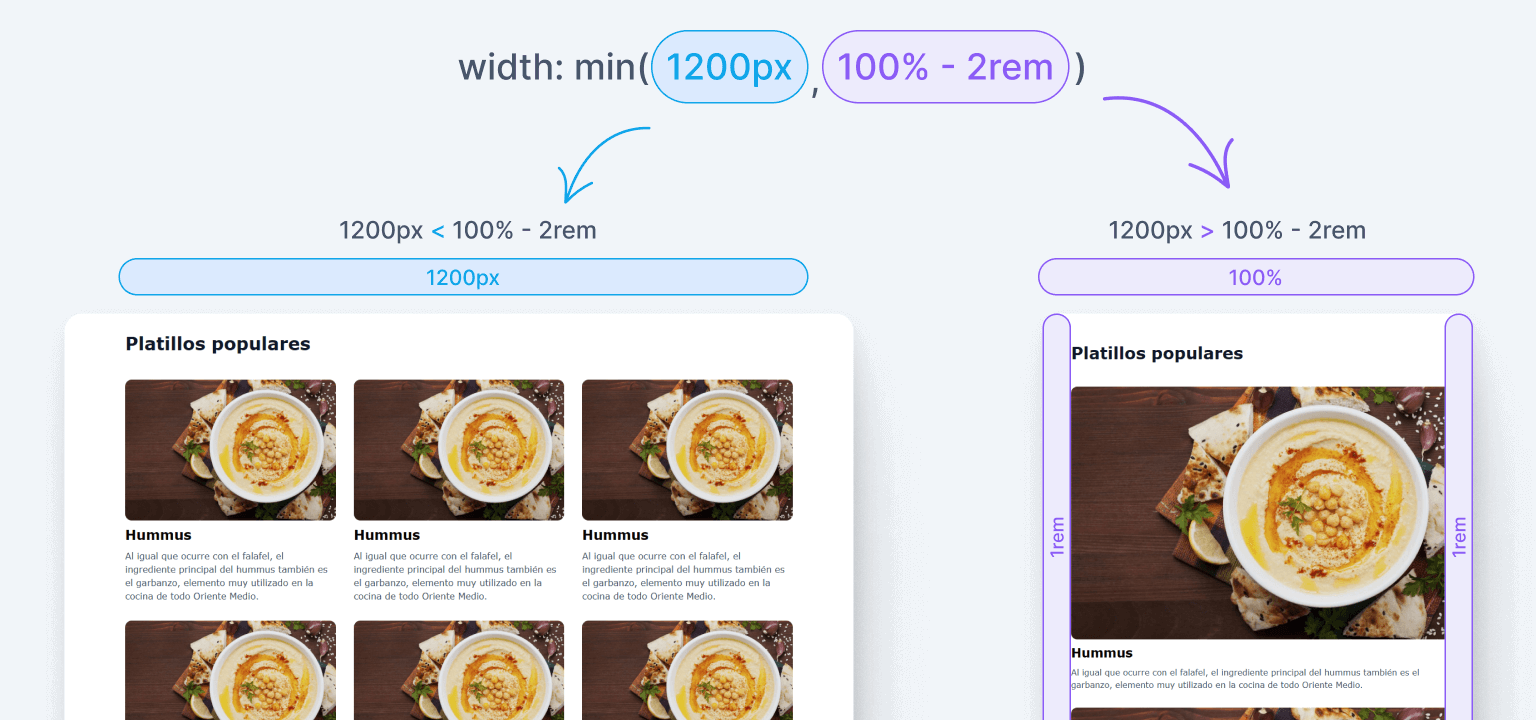 width: min( 1200px , 100% - 2rem )
1200px < 100% - 2rem
1200px
Platillos populares
Hummus
Al igual que ocurre con el falafel, el
ingrediente principal del hummus también es
el garbanzo, elemento muy utilizado en la
cocina de todo Oriente Medio.
Hummus
Al igual que ocurre con el falafel, el
ingrediente principal del hummus también es
el garbanzo, elemento muy utilizado en la
cocina de todo Oriente Medio.
Hummus
Al igual que ocurre con el falafel, el
ingrediente principal del hummus también es
el garbanzo, elemento muy utilizado en la
cocina de todo Oriente Medio.
1200px > 100% - 2rem
100%
Platillos populares
1rem
1rem
Hummus
Al igual que ocurre con el falafel, el ingrediente principal del hummus también es el
garbanzo, elemento muy utilizado en la cocina de todo Oriente Medio.